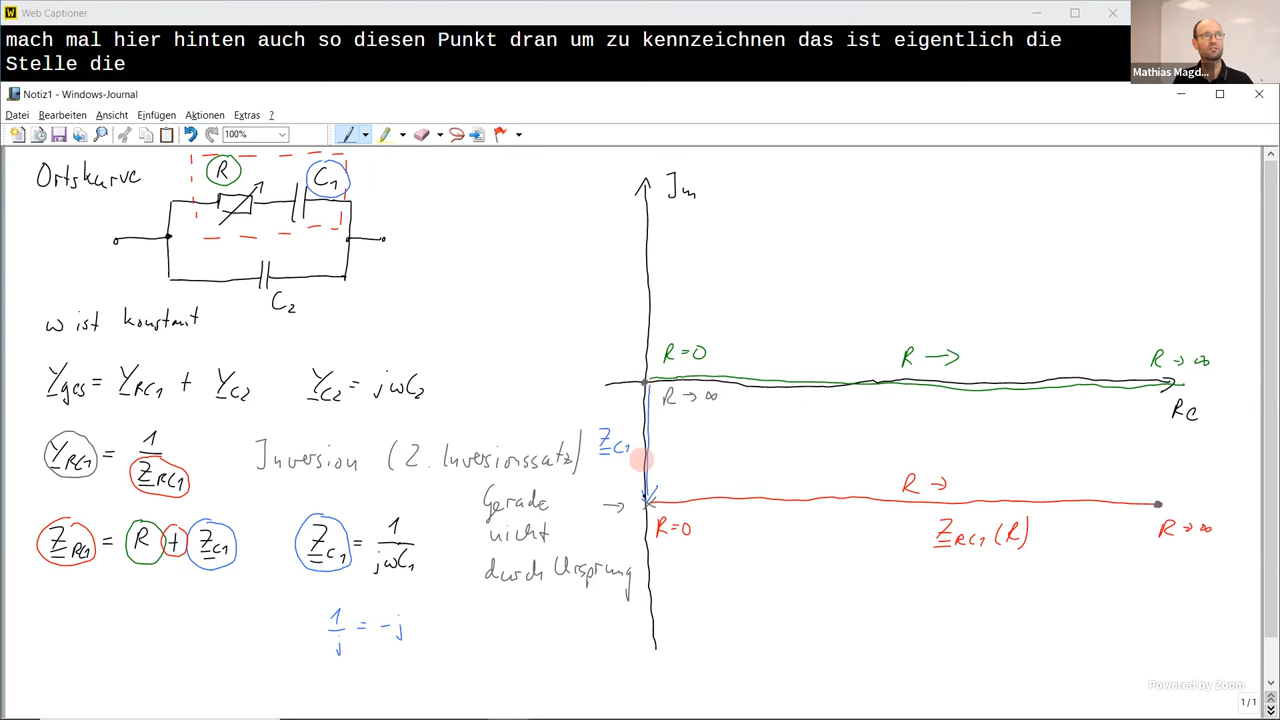 Web Captioner
mach mal hier hinten auch so diesen Punkt dran um zu kennzeichnen das ist eigentlich die
Stelle die
Mathias Magd...
Notiz1 - Windows-Journal
Datei Bearbeiten Ansicht Einfügen Aktionen Extras ?
100%
Ortskurve
R
C1
C2
ω ist konstant
Yges = YRC1 + YC2
YC2 = jωC2
YRC1 = 1/ZRC1
Inversion (2. Inversionssatz)
Gerade →
nicht
durch Ursprung
ZRC1 = R + ZC1
ZC1 = 1/jωC1
1/j = -j
Im
R=0
R →
R → ∞
R → ∞
Re
ZC1
R →
R=0
ZRC1 (R)
R → ∞
Powered by Zoom
1 / 1